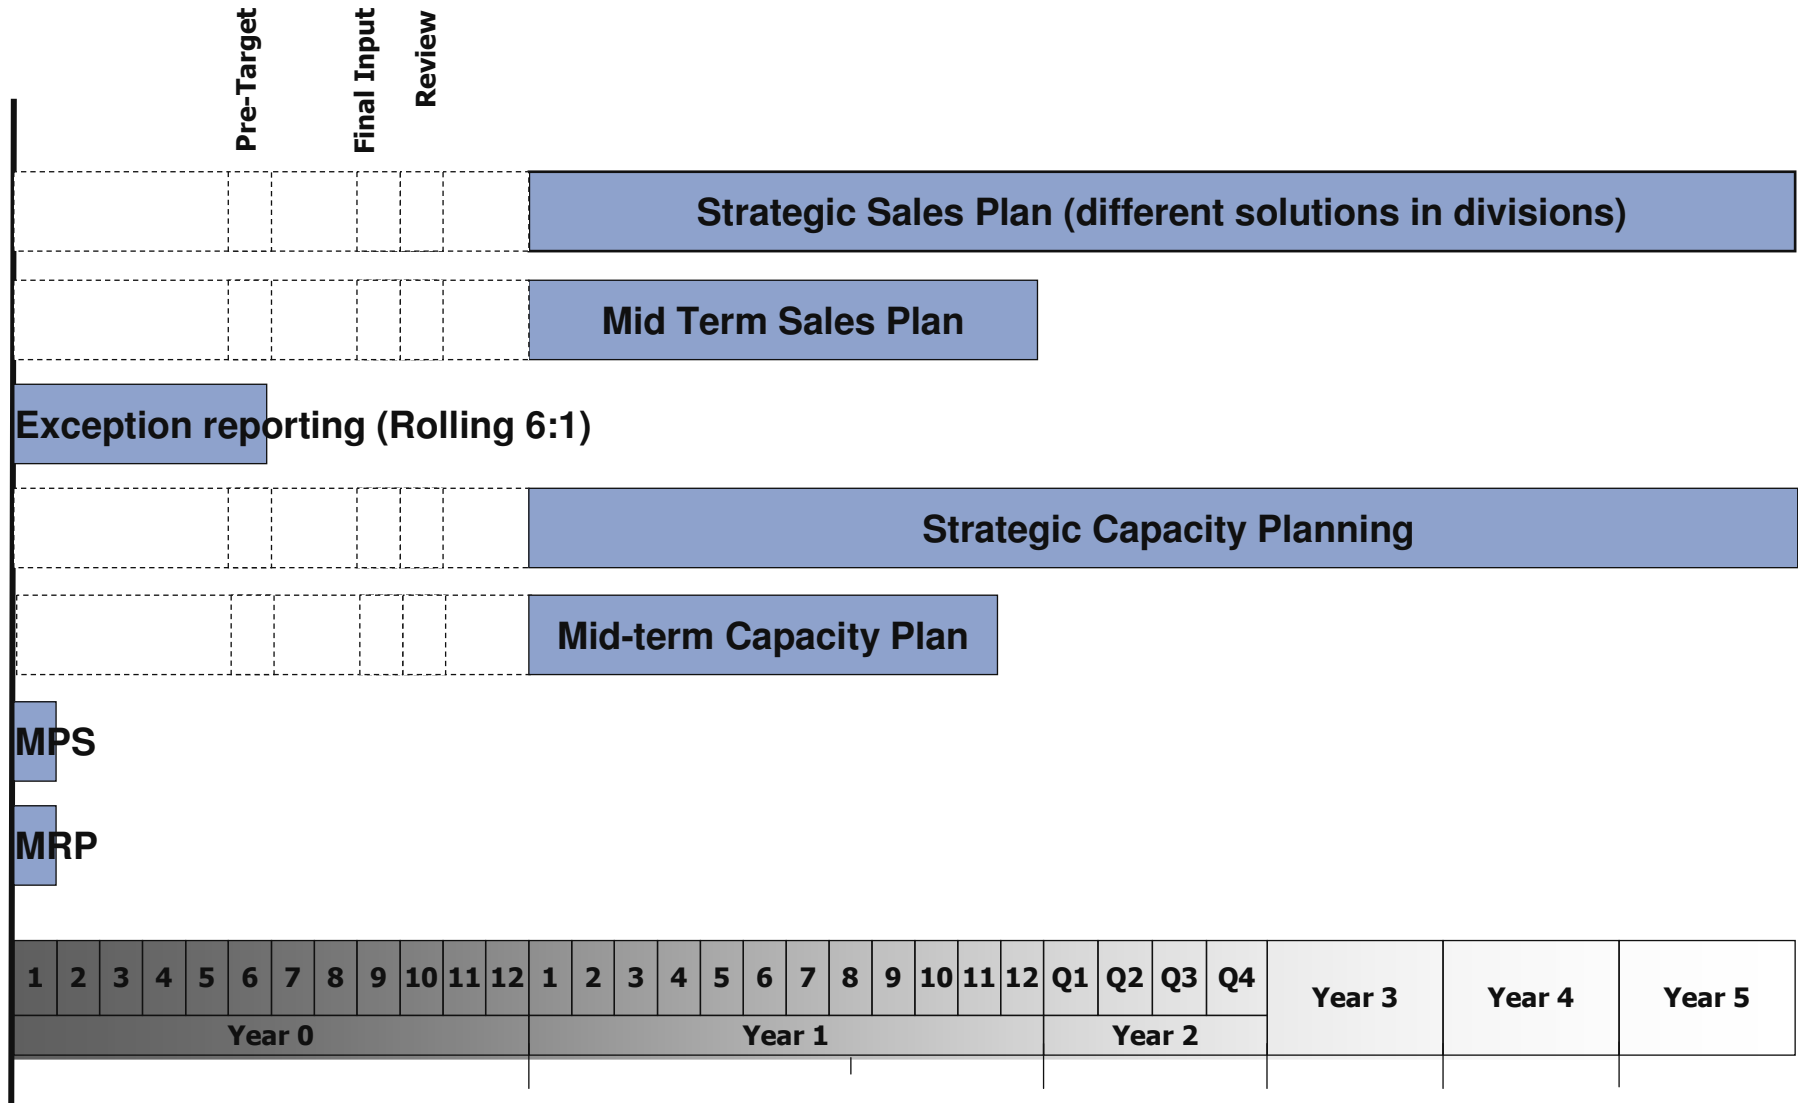 Pre-Target
Final Input
Review
Strategic Sales Plan (different solutions in divisions)
Mid Term Sales Plan
Exception reporting (Rolling 6:1)
Strategic Capacity Planning
Mid-term Capacity Plan
MPS
MRP
1 2 3 4 5 6 7 8 9 10 11 12 1 2 3 4 5 6 7 8 9 10 11 12 Q1 Q2 Q3 Q4
Year 3 Year 4 Year 5
Year 0 Year 1 Year 2